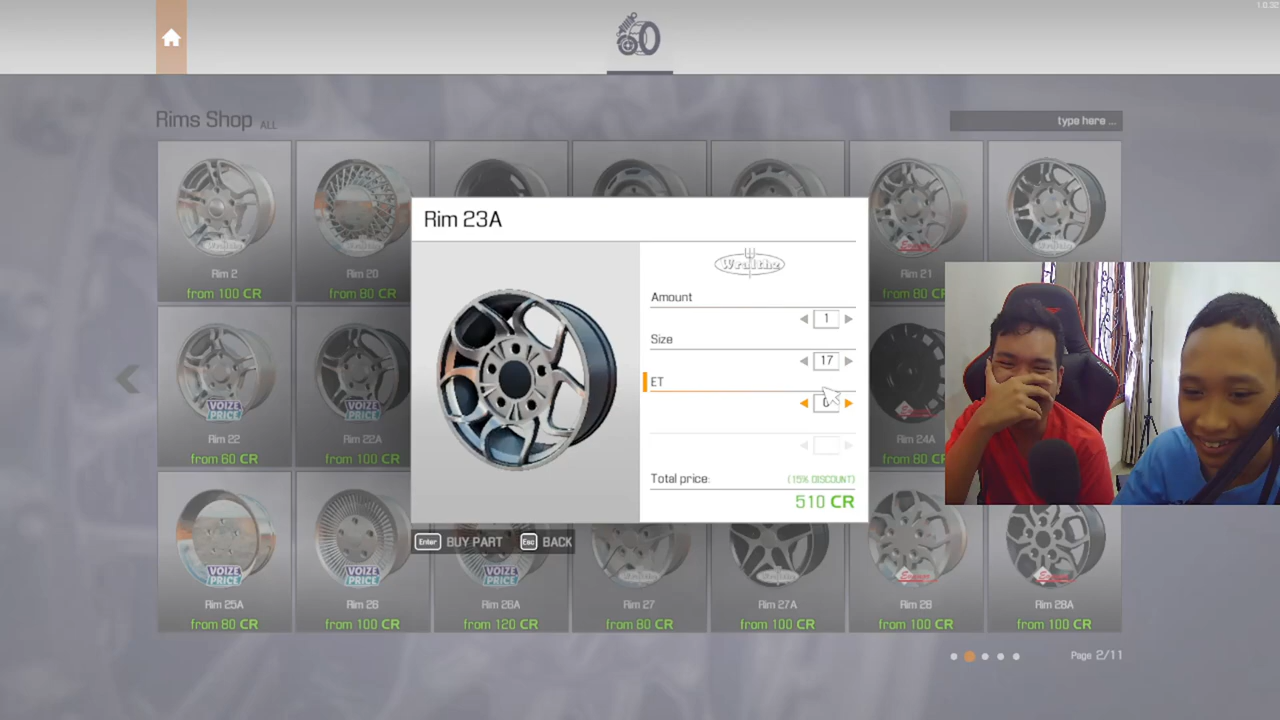 1.0.32
Rims Shop ALL
type here ...
Rim 2
Rim 20
Rim 21
from 100 CR
from 80 CR
from 80 CR
Rim 23A
Wraithe
Amount
1
Size
17
ET
0
Total price:
(15% DISCOUNT)
510 CR
Enter BUY PART
Esc BACK
VOIZE PRICE
VOIZE PRICE
Rim 22
Rim 22A
Rim 24A
from 60 CR
from 100 CR
from 80 CR
VOIZE PRICE
VOIZE PRICE
VOIZE PRICE
Rim 25A
Rim 26
Rim 26A
Rim 27
Rim 27A
Rim 28
Rim 28A
from 80 CR
from 100 CR
from 120 CR
from 80 CR
from 100 CR
from 100 CR
from 100 CR
Page 2/11